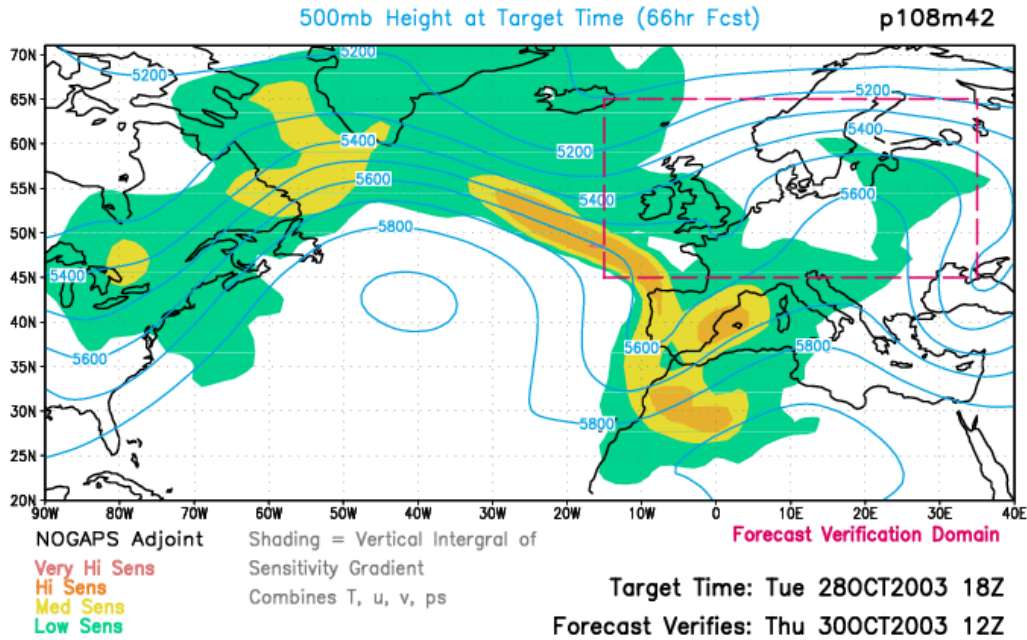 500mb Height at Target Time (66hr Fcst)
p108m42
70N
65N
60N
55N
50N
45N
40N
35N
30N
25N
20N
5200
5200
5200
5200
5400
5400
5400
5400
5600
5600
5600
5600
5800
5800
5800
90W 80W 70W 60W 50W 40W 30W 20W 10W 0 10E 20E 30E 40E
NOGAPS Adjoint
Very Hi Sens
Hi Sens
Med Sens
Low Sens
Shading = Vertical Intergral of
Sensitivity Gradient
Combines T, u, v, ps
Forecast Verification Domain
Target Time: Tue 28OCT2003 18Z
Forecast Verifies: Thu 30OCT2003 12Z